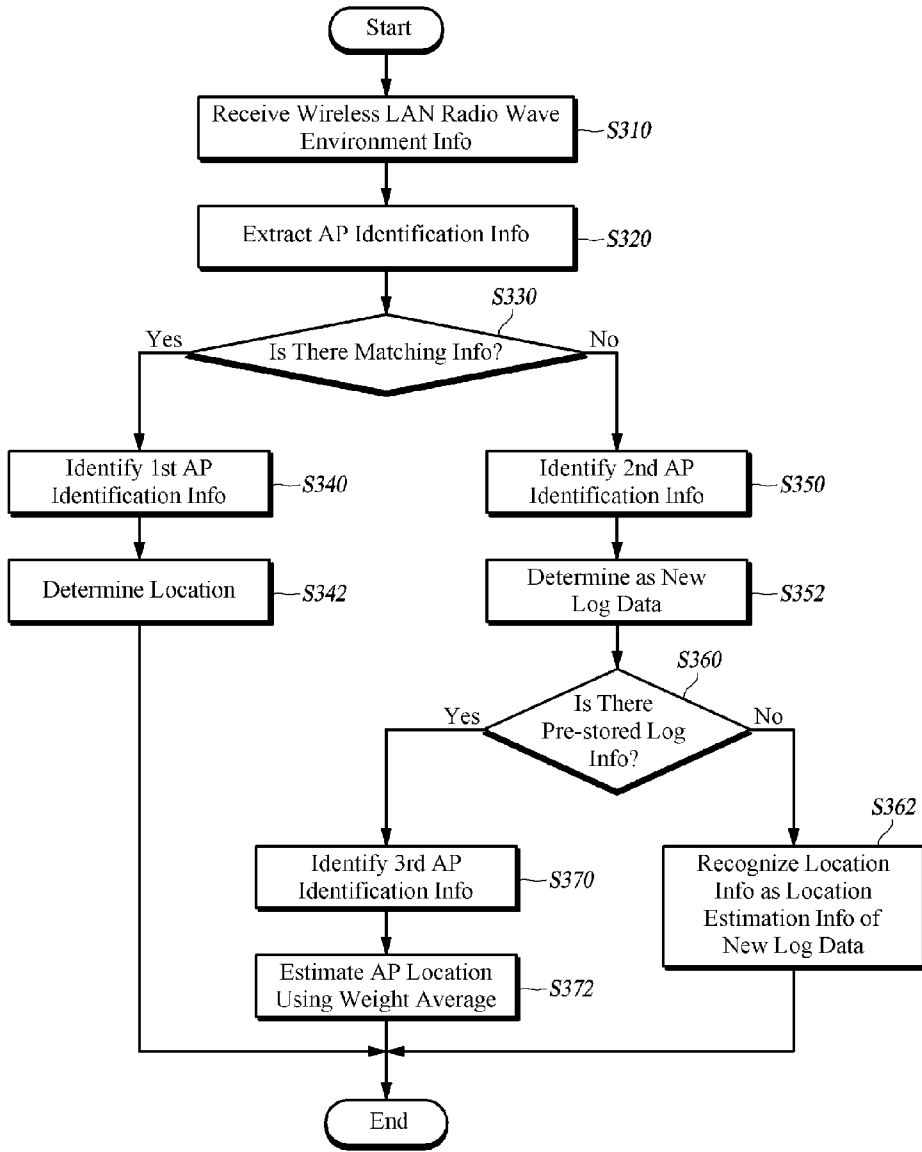 Start
Receive Wireless LAN Radio Wave
Environment Info
S310
Extract AP Identification Info
S320
S330
Yes
Is There Matching Info?
No
Identify 1st AP
Identification Info
S340
Identify 2nd AP
Identification Info
S350
Determine Location
S342
Determine as New
Log Data
S352
S360
Yes
Is There
Pre-stored Log
Info?
No
S362
Identify 3rd AP
Identification Info
S370
Recognize Location
Info as Location
Estimation Info of
New Log Data
Estimate AP Location
Using Weight Average
S372
End